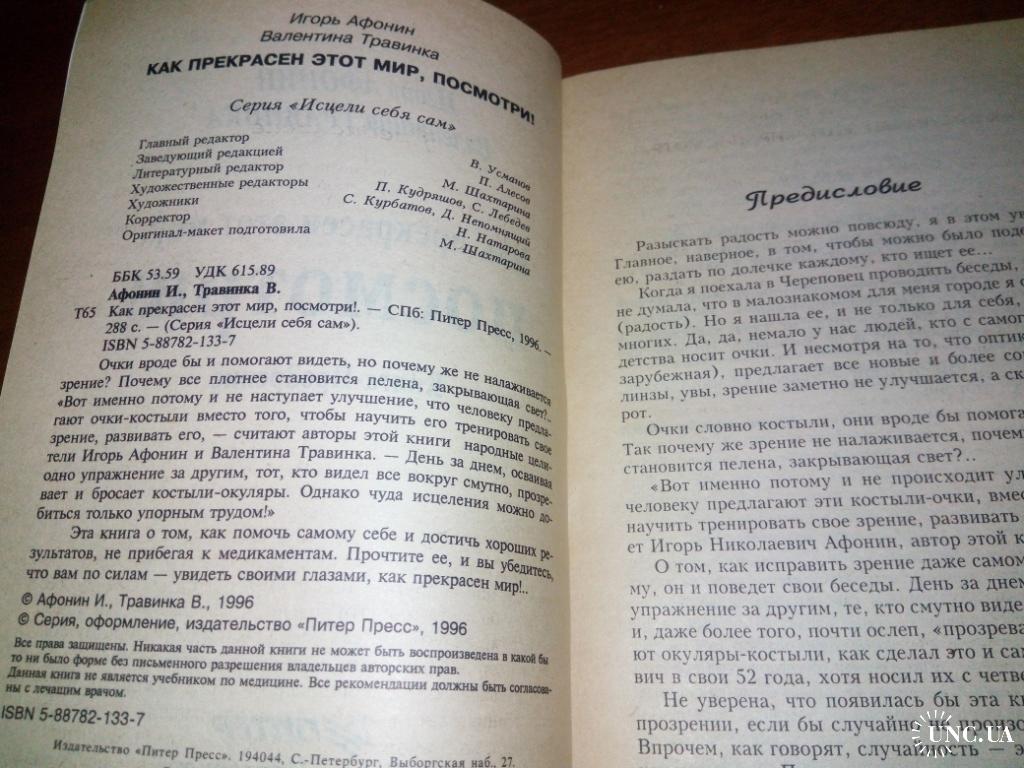 Игорь Афонин
Валентина Травинка
КАК ПРЕКРАСЕН ЭТОТ МИР, ПОСМОТРИ!
Серия «Исцели себя сам»
Главный редактор В. Усманов
Заведующий редакцией П. Алесов
Литературный редактор М. Шахтарина
Художественные редакторы П. Кудряшов, С. Лебедев
Художники С. Курбатов, Д. Непомнящий
Корректор Н. Натарова
Оригинал-макет подготовила М. Шахтарина
ББК 53.59 УДК 615.89
Афонин И., Травинка В.
Т65 Как прекрасен этот мир, посмотри!. — СПб: Питер Пресс, 1996. —
288 с. — (Серия «Исцели себя сам»).
ISBN 5-88782-133-7
Очки вроде бы и помогают видеть, но почему же не налаживается
зрение? Почему все плотнее становится пелена, закрывающая свет?..
«Вот именно потому и не наступает улучшение, что человеку предла-
гают очки-костыли вместо того, чтобы научить его тренировать свое
зрение, развивать его, — считают авторы этой книги народные цели-
тели Игорь Афонин и Валентина Травинка. — День за днем, осваивая
одно упражнение за другим, тот, кто видел все вокруг смутно, прозре-
вает и бросает костыли-окуляры. Однако чуда исцеления можно до-
биться только упорным трудом!»
Эта книга о том, как помочь самому себе и достичь хороших ре-
зультатов, не прибегая к медикаментам. Прочтите ее, и вы убедитесь,
что вам по силам — увидеть своими глазами, как прекрасен мир!..
© Афонин И., Травинка В., 1996
© Серия, оформление, издательство «Питер Пресс», 1996
Все права защищены. Никакая часть данной книги не может быть воспроизведена в какой бы
то ни было форме без письменного разрешения владельцев авторских прав.
Данная книга не является учебником по медицине. Все рекомендации должны быть согласова-
ны с лечащим врачом.
ISBN 5-88782-133-7
Издательство «Питер Пресс». 194044, С.-Петербург, Выборгская наб., 27.
Предисловие
Разыскать радость можно повсюду, я в этом ув
Главное, наверное, в том, чтобы можно было поде
ею, раздать по долечке каждому, кто ищет ее...
Когда я поехала в Череповец проводить беседы,
не думала, что в малознакомом для меня городе я о
(радость). Но я нашла ее, и не только для себя,
многих. Да, да, немало у нас людей, кто с самог
детства носит очки. И несмотря на то, что оптик
зарубежная), предлагает все новые и более сов
линзы, увы, зрение заметно не улучшается, а ск
рот.
Очки словно костыли, они вроде бы помога
Так почему же зрение не налаживается, почему
становится пелена, закрывающая свет?..
«Вот именно потому и не происходит ул
человеку предлагают эти костыли-очки, вмес
научить тренировать свое зрение, развивать
ет Игорь Николаевич Афонин, автор этой к
О том, как исправить зрение даже самом
му, он и поведет свои беседы. День за днем
упражнение за другим, те, кто смутно виде
и, даже более того, почти ослеп, «прозрева
ют окуляры-костыли, как сделал это и сам
вич в свои 52 года, хотя носил их с четве
Не уверена, что появилась бы эта кн
прозрении, если бы случайно не произо
Впрочем, как говорят, случайность — э
UNC.UA